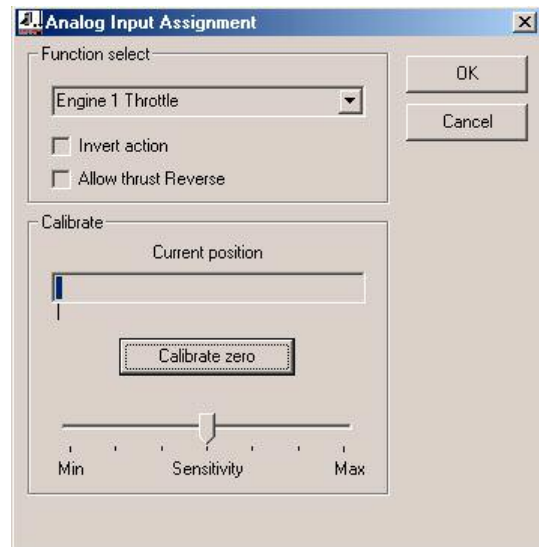 Analog Input Assignment
Function select
OK
Engine 1 Throttle
Cancel
Invert action
Allow thrust Reverse
Calibrate
Current position
Calibrate zero
Min Sensitivity Max